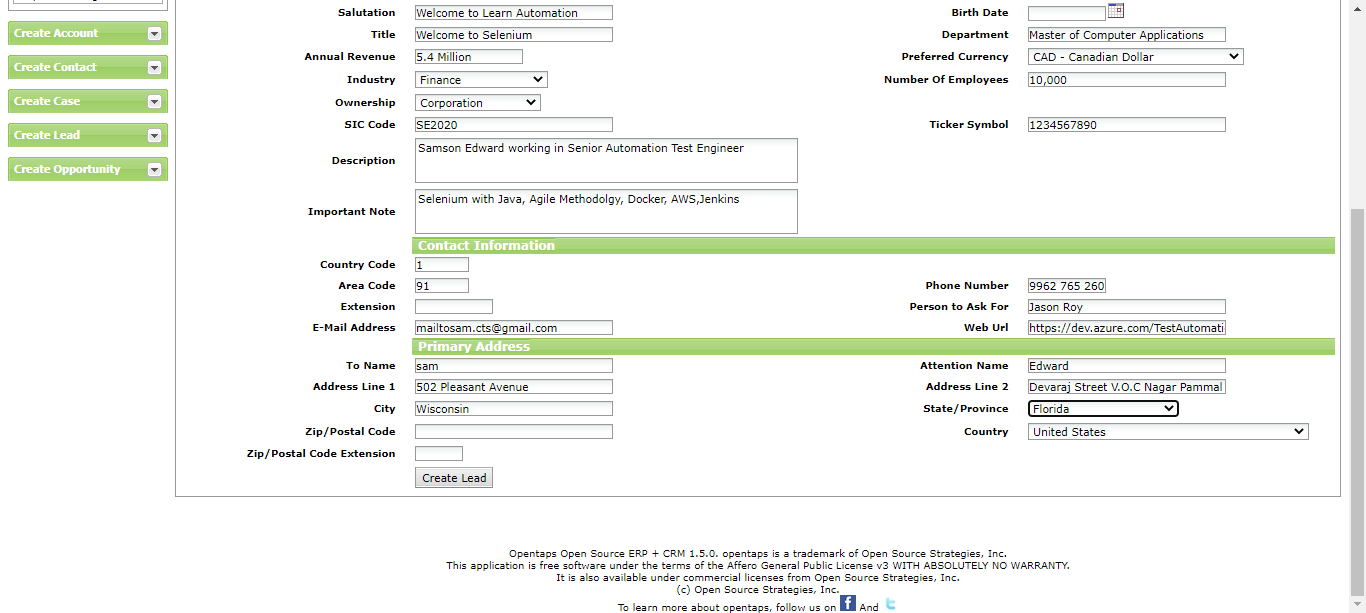 Salutation Welcome to Learn Automation Birth Date
Create Account Title Welcome to Selenium Department Master of Computer Applications
Annual Revenue 5.4 Million Preferred Currency CAD - Canadian Dollar
Create Contact Industry Finance Number Of Employees 10,000
Create Case Ownership Corporation
SIC Code SE2020 Ticker Symbol 1234567890
Create Lead
Description Samson Edward working in Senior Automation Test Engineer
Create Opportunity
Important Note Selenium with Java, Agile Methodolgy, Docker, AWS,Jenkins
Contact Information
Country Code 1
Area Code 91 Phone Number 9962 765 260
Extension Person to Ask For Jason Roy
E-Mail Address mailtosam.cts@gmail.com Web Url https://dev.azure.com/TestAutomati
Primary Address
To Name sam Attention Name Edward
Address Line 1 502 Pleasant Avenue Address Line 2 Devaraj Street V.O.C Nagar Pammal
City Wisconsin State/Province Florida
Zip/Postal Code Country United States
Zip/Postal Code Extension
Create Lead
Opentaps Open Source ERP + CRM 1.5.0. opentaps is a trademark of Open Source Strategies, Inc.
This application is free software under the terms of the Affero General Public License v3 WITH ABSOLUTELY NO WARRANTY.
It is also available under commercial licenses from Open Source Strategies, Inc.
(c) Open Source Strategies, Inc.
To learn more about opentaps, follow us on f And t